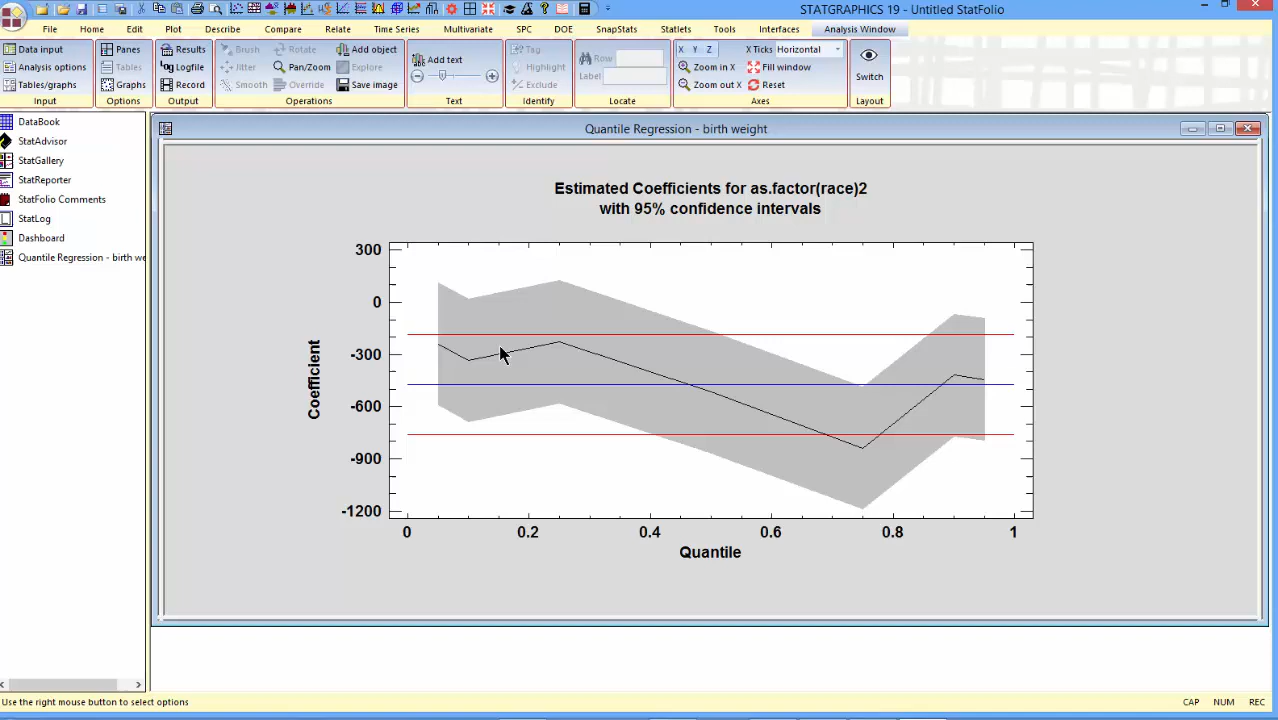 STATGRAPHICS 19 - Untitled StatFolio
File Home Edit Plot Describe Compare Relate Time Series Multivariate SPC DOE SnapStats Statlets Tools Interfaces Analysis Window
Data input Panes Results Brush Rotate Add object Add text Tag Row X Y Z X Ticks Horizontal
Analysis options Tables Logfile Jitter Pan/Zoom Explore Highlight Label Zoom in X Fill window Switch
Tables/graphs Graphs Record Smooth Override Save image Exclude Zoom out X Reset
Input Options Output Operations Text Identify Locate Axes Layout
DataBook
StatAdvisor
StatGallery
StatReporter
StatFolio Comments
StatLog
Dashboard
Quantile Regression - birth we
Quantile Regression - birth weight
Estimated Coefficients for as.factor(race)2
with 95% confidence intervals
Coefficient
300
0
-300
-600
-900
-1200
0 0.2 0.4 0.6 0.8 1
Quantile
Use the right mouse button to select options CAP NUM REC